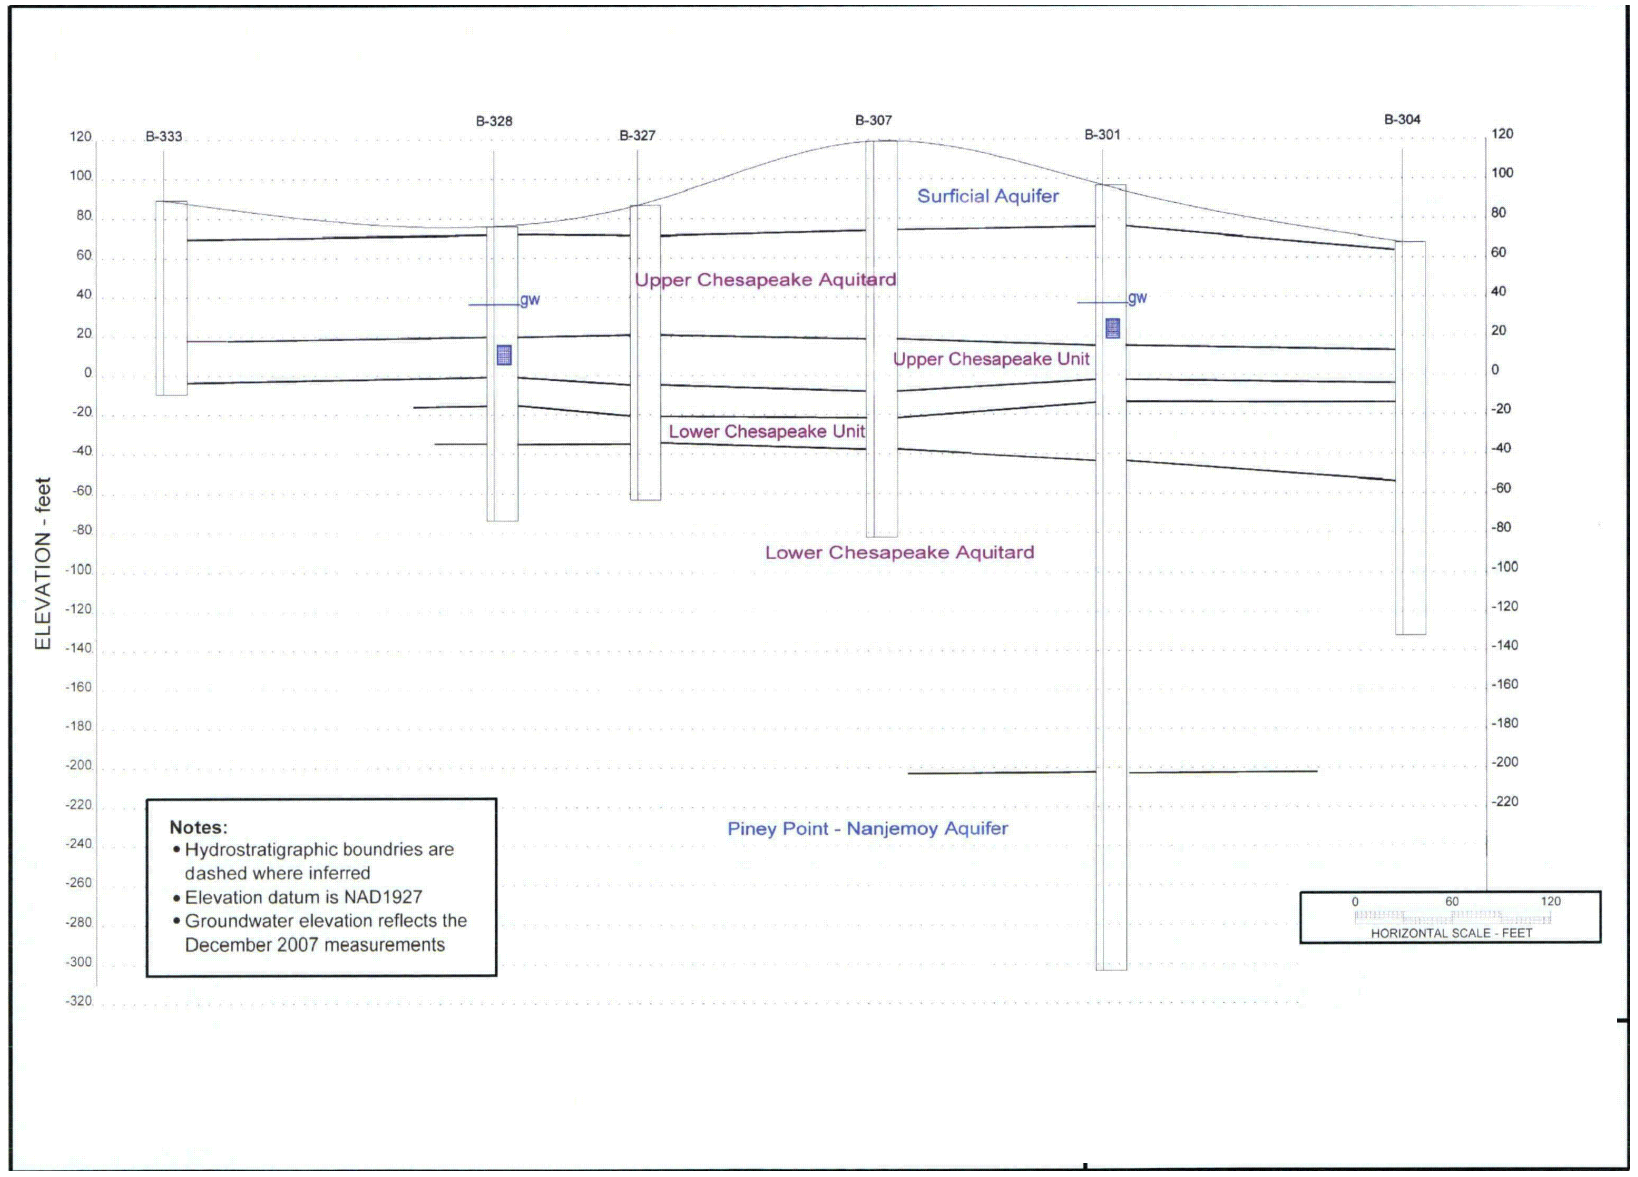 B-333
B-328
B-327
B-307
B-301
B-304
120
100
80
60
40
20
0
-20
-40
-60
-80
-100
-120
-140
-160
-180
-200
-220
-240
-260
-280
-300
-320
ELEVATION - feet
120
100
80
60
40
20
0
-20
-40
-60
-80
-100
-120
-140
-160
-180
-200
-220
Surficial Aquifer
Upper Chesapeake Aquitard
gw
gw
Upper Chesapeake Unit
Lower Chesapeake Unit
Lower Chesapeake Aquitard
Piney Point - Nanjemoy Aquifer
Notes:
• Hydrostratigraphic boundries are
dashed where inferred
• Elevation datum is NAD1927
• Groundwater elevation reflects the
December 2007 measurements
0 60 120
HORIZONTAL SCALE - FEET